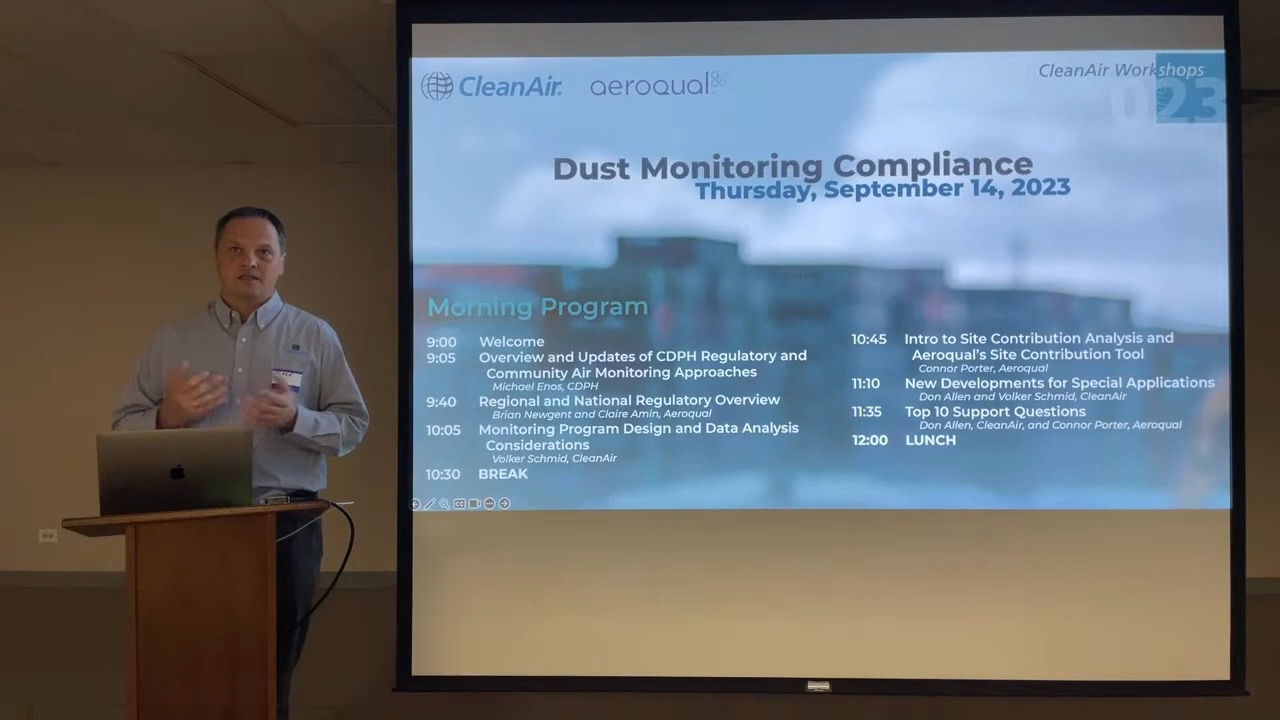 CleanAir
aeroqual
CleanAir Workshops
023
Dust Monitoring Compliance
Thursday, September 14, 2023
Morning Program
9:00 Welcome
9:05 Overview and Updates of CDPH Regulatory and
Community Air Monitoring Approaches
Michael Enos, CDPH
9:40 Regional and National Regulatory Overview
Brian Newgent and Claire Amin, Aeroqual
10:05 Monitoring Program Design and Data Analysis
Considerations
Volker Schmid, CleanAir
10:30 BREAK
10:45 Intro to Site Contribution Analysis and
Aeroqual's Site Contribution Tool
Connor Porter, Aeroqual
11:10 New Developments for Special Applications
Don Allen and Volker Schmid, CleanAir
11:35 Top 10 Support Questions
Don Allen, CleanAir, and Connor Porter, Aeroqual
12:00 LUNCH